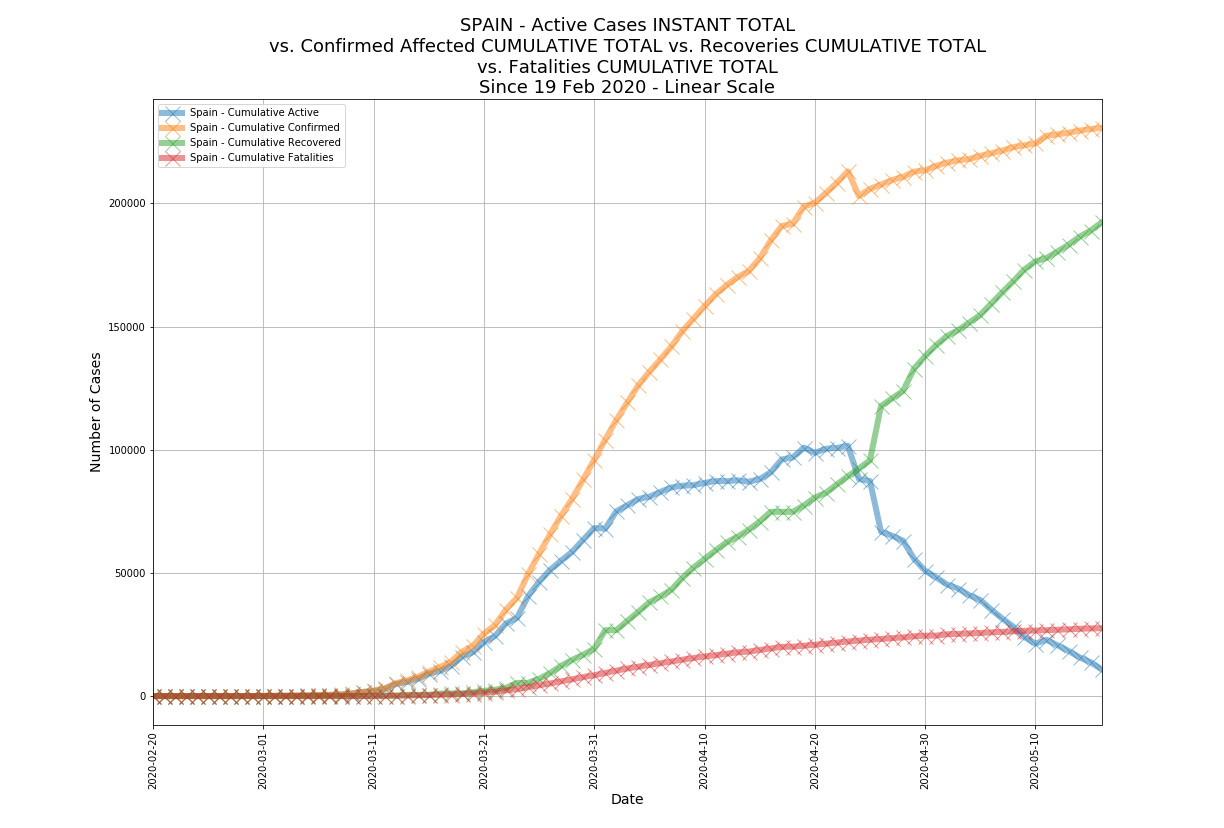 SPAIN - Active Cases INSTANT TOTAL
vs. Confirmed Affected CUMULATIVE TOTAL vs. Recoveries CUMULATIVE TOTAL
vs. Fatalities CUMULATIVE TOTAL
Since 19 Feb 2020 - Linear Scale
Spain - Cumulative Active
Spain - Cumulative Confirmed
Spain - Cumulative Recovered
Spain - Cumulative Fatalities
Number of Cases
200000
150000
100000
50000
0
2020-02-20
2020-03-01
2020-03-11
2020-03-21
2020-03-31
2020-04-10
2020-04-20
2020-04-30
2020-05-10
Date